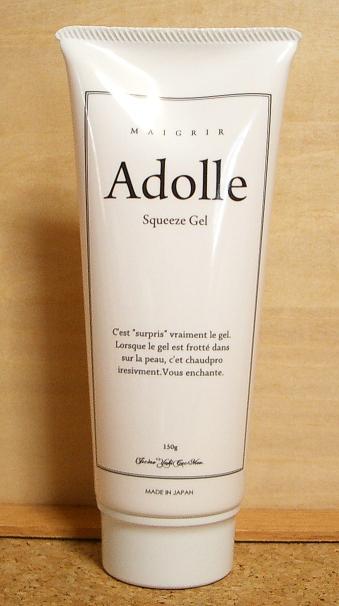 MAIGRIR
Adolle
Squeeze Gel
C'est "surpris" vraiment le gel.
Lorsque le gel est frotté dans
sur la peau, c'et chaudpro
iresivment.Vous enchante.
150g
MADE IN JAPAN